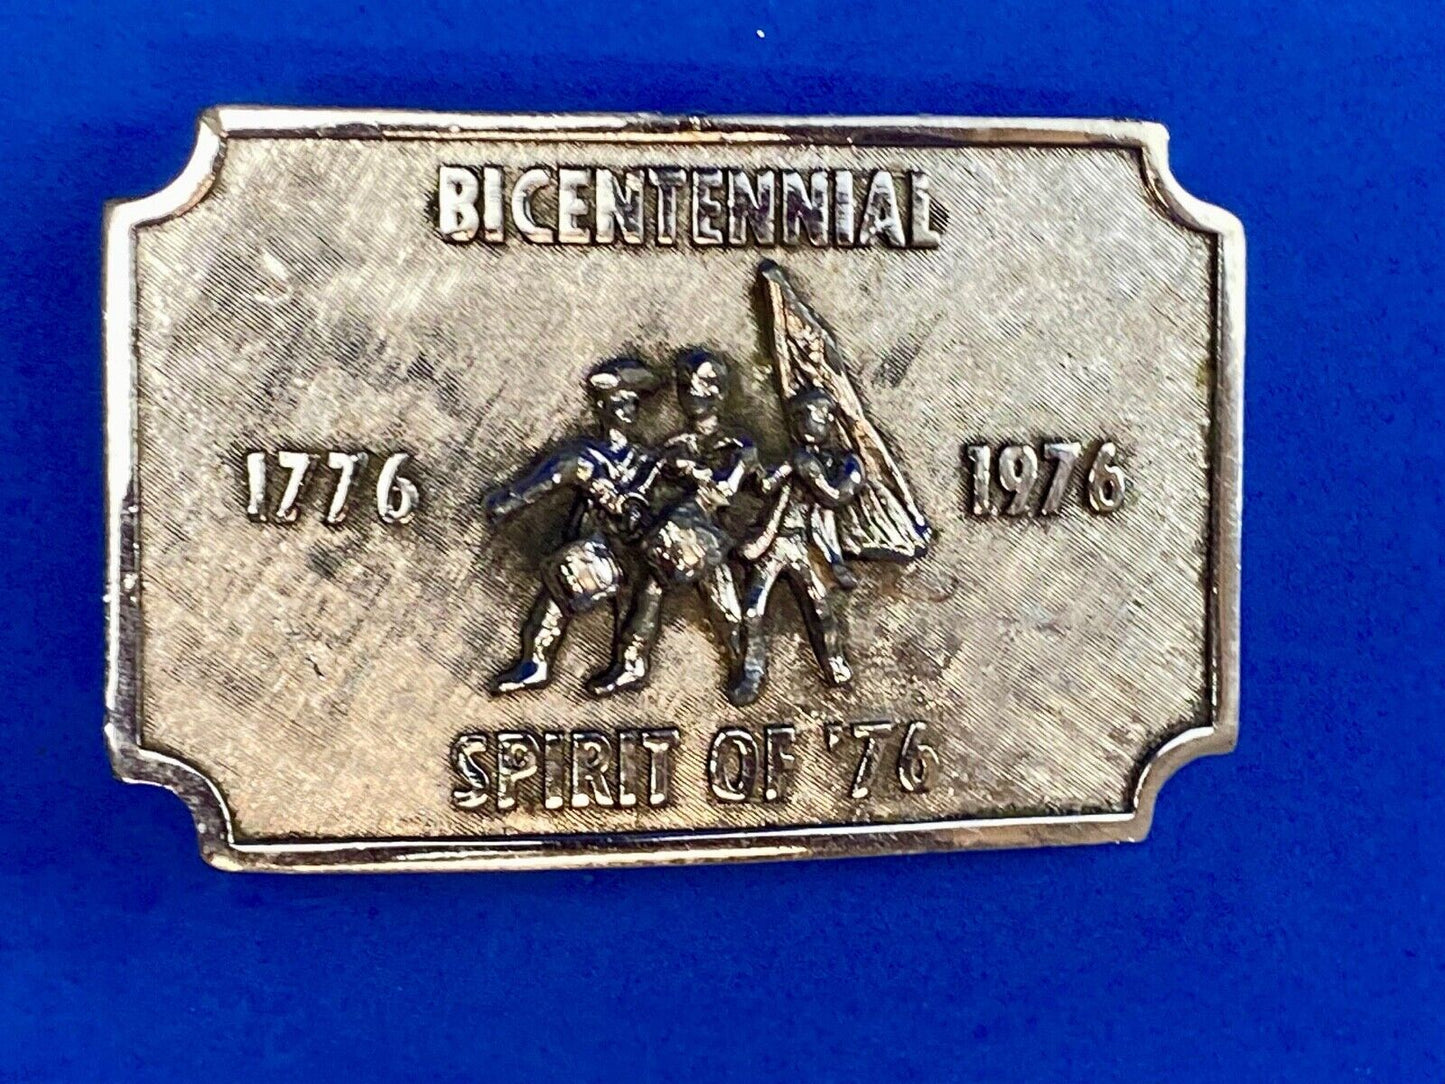 BICENTENNIAL
1776 1976
SPIRIT OF '76